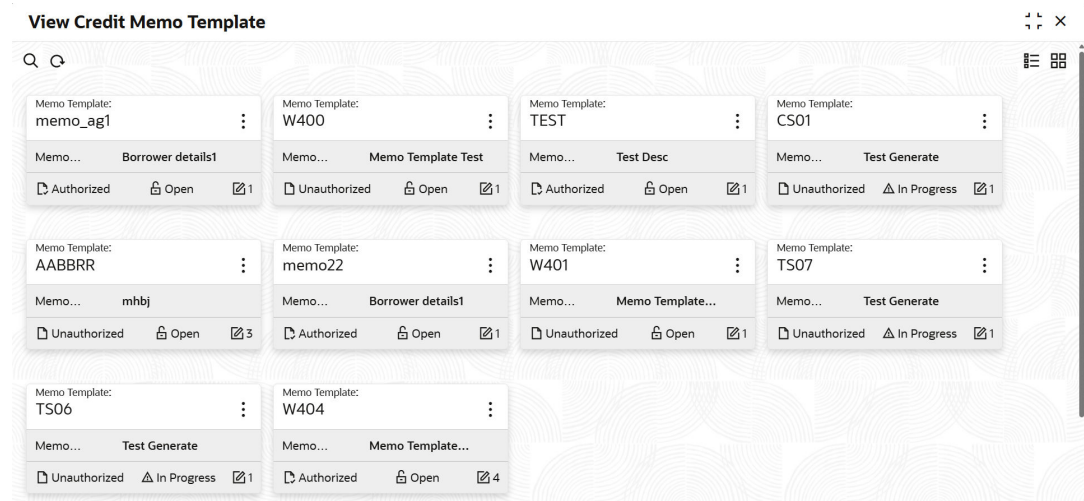 View Credit Memo Template
Memo Template:
memo_ag1
Memo... Borrower details1
Authorized Open 1
Memo Template:
W400
Memo... Memo Template Test
Unauthorized Open 1
Memo Template:
TEST
Memo... Test Desc
Authorized Open 1
Memo Template:
CS01
Memo... Test Generate
Unauthorized In Progress 1
Memo Template:
AABBRR
Memo... mhbj
Unauthorized Open 3
Memo Template:
memo22
Memo... Borrower details1
Authorized Open 1
Memo Template:
W401
Memo... Memo Template...
Unauthorized Open 1
Memo Template:
TS07
Memo... Test Generate
Unauthorized In Progress 1
Memo Template:
TS06
Memo... Test Generate
Unauthorized In Progress 1
Memo Template:
W404
Memo... Memo Template...
Authorized Open 4